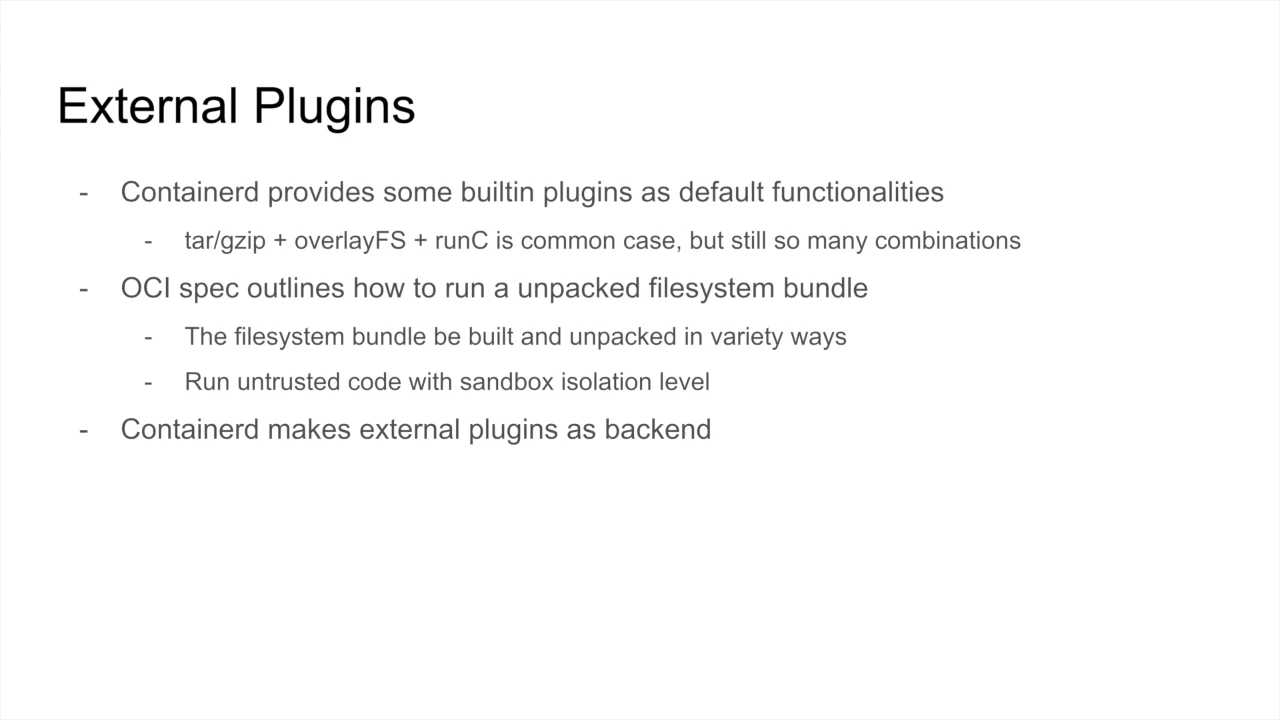 External Plugins
- Containerd provides some builtin plugins as default functionalities
- tar/gzip + overlayFS + runC is common case, but still so many combinations
- OCI spec outlines how to run a unpacked filesystem bundle
- The filesystem bundle be built and unpacked in variety ways
- Run untrusted code with sandbox isolation level
- Containerd makes external plugins as backend